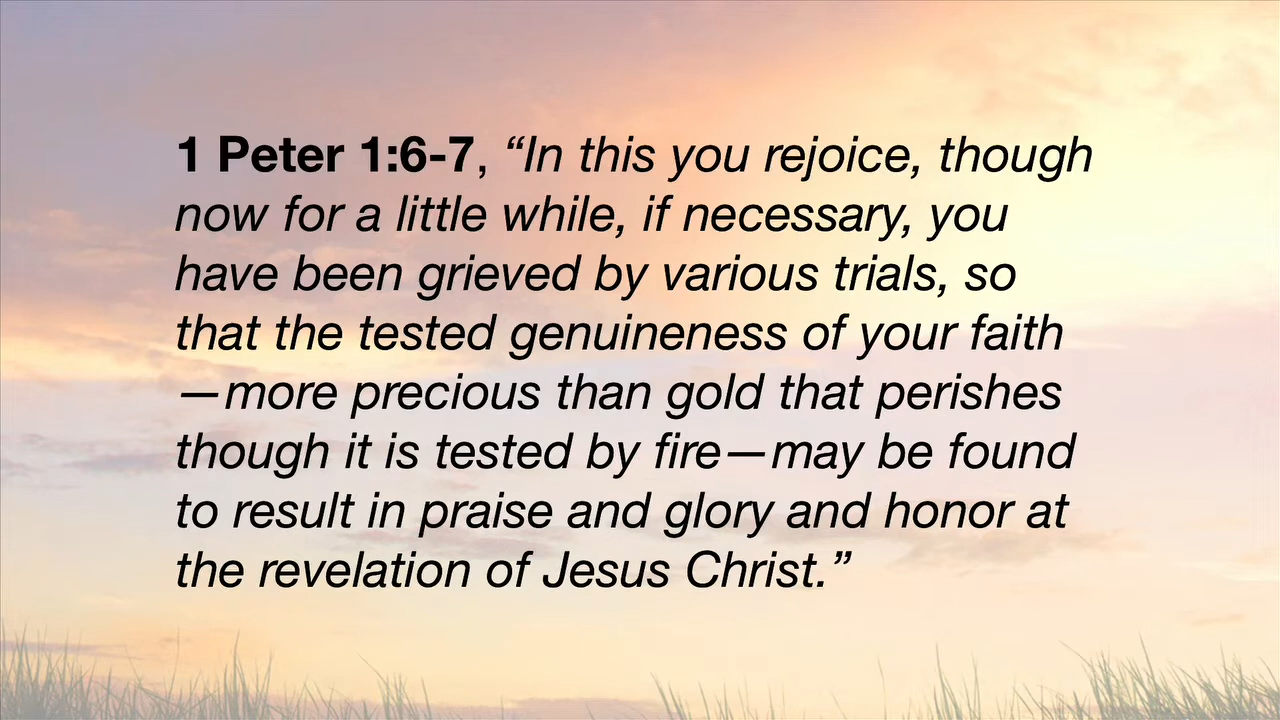 1 Peter 1:6-7, “In this you rejoice, though
now for a little while, if necessary, you
have been grieved by various trials, so
that the tested genuineness of your faith
—more precious than gold that perishes
though it is tested by fire—may be found
to result in praise and glory and honor at
the revelation of Jesus Christ.”